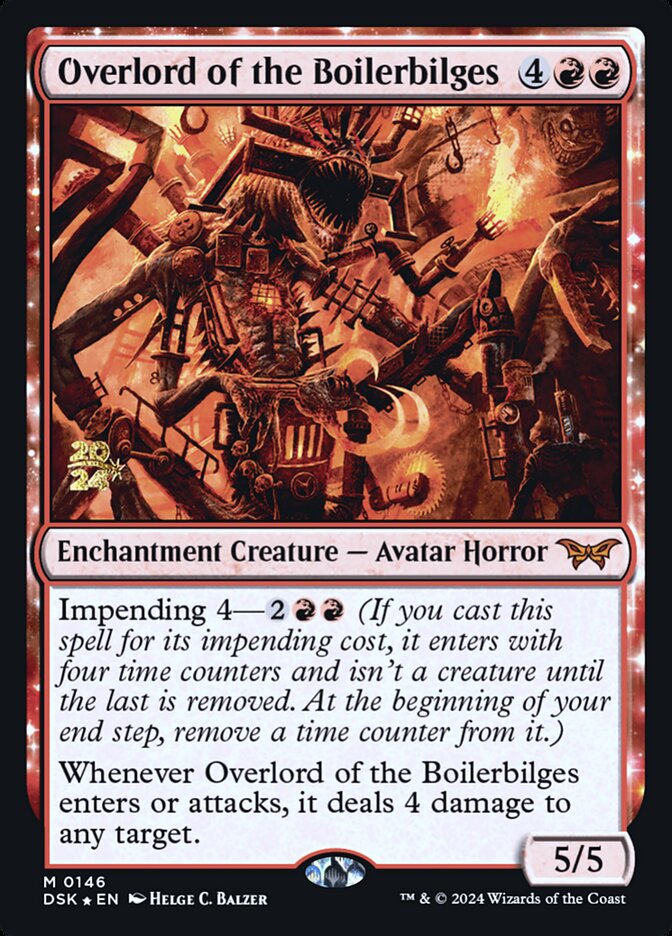 Overlord of the Boilerbilges 4
20
24
Enchantment Creature — Avatar Horror
Impending 4—2 (If you cast this
spell for its impending cost, it enters with
four time counters and isn't a creature until
the last is removed. At the beginning of your
end step, remove a time counter from it.)
Whenever Overlord of the Boilerbilges
enters or attacks, it deals 4 damage to
any target.
5/5
M 0146
DSK ★ EN Helge C. Balzer
™ & © 2024 Wizards of the Coast